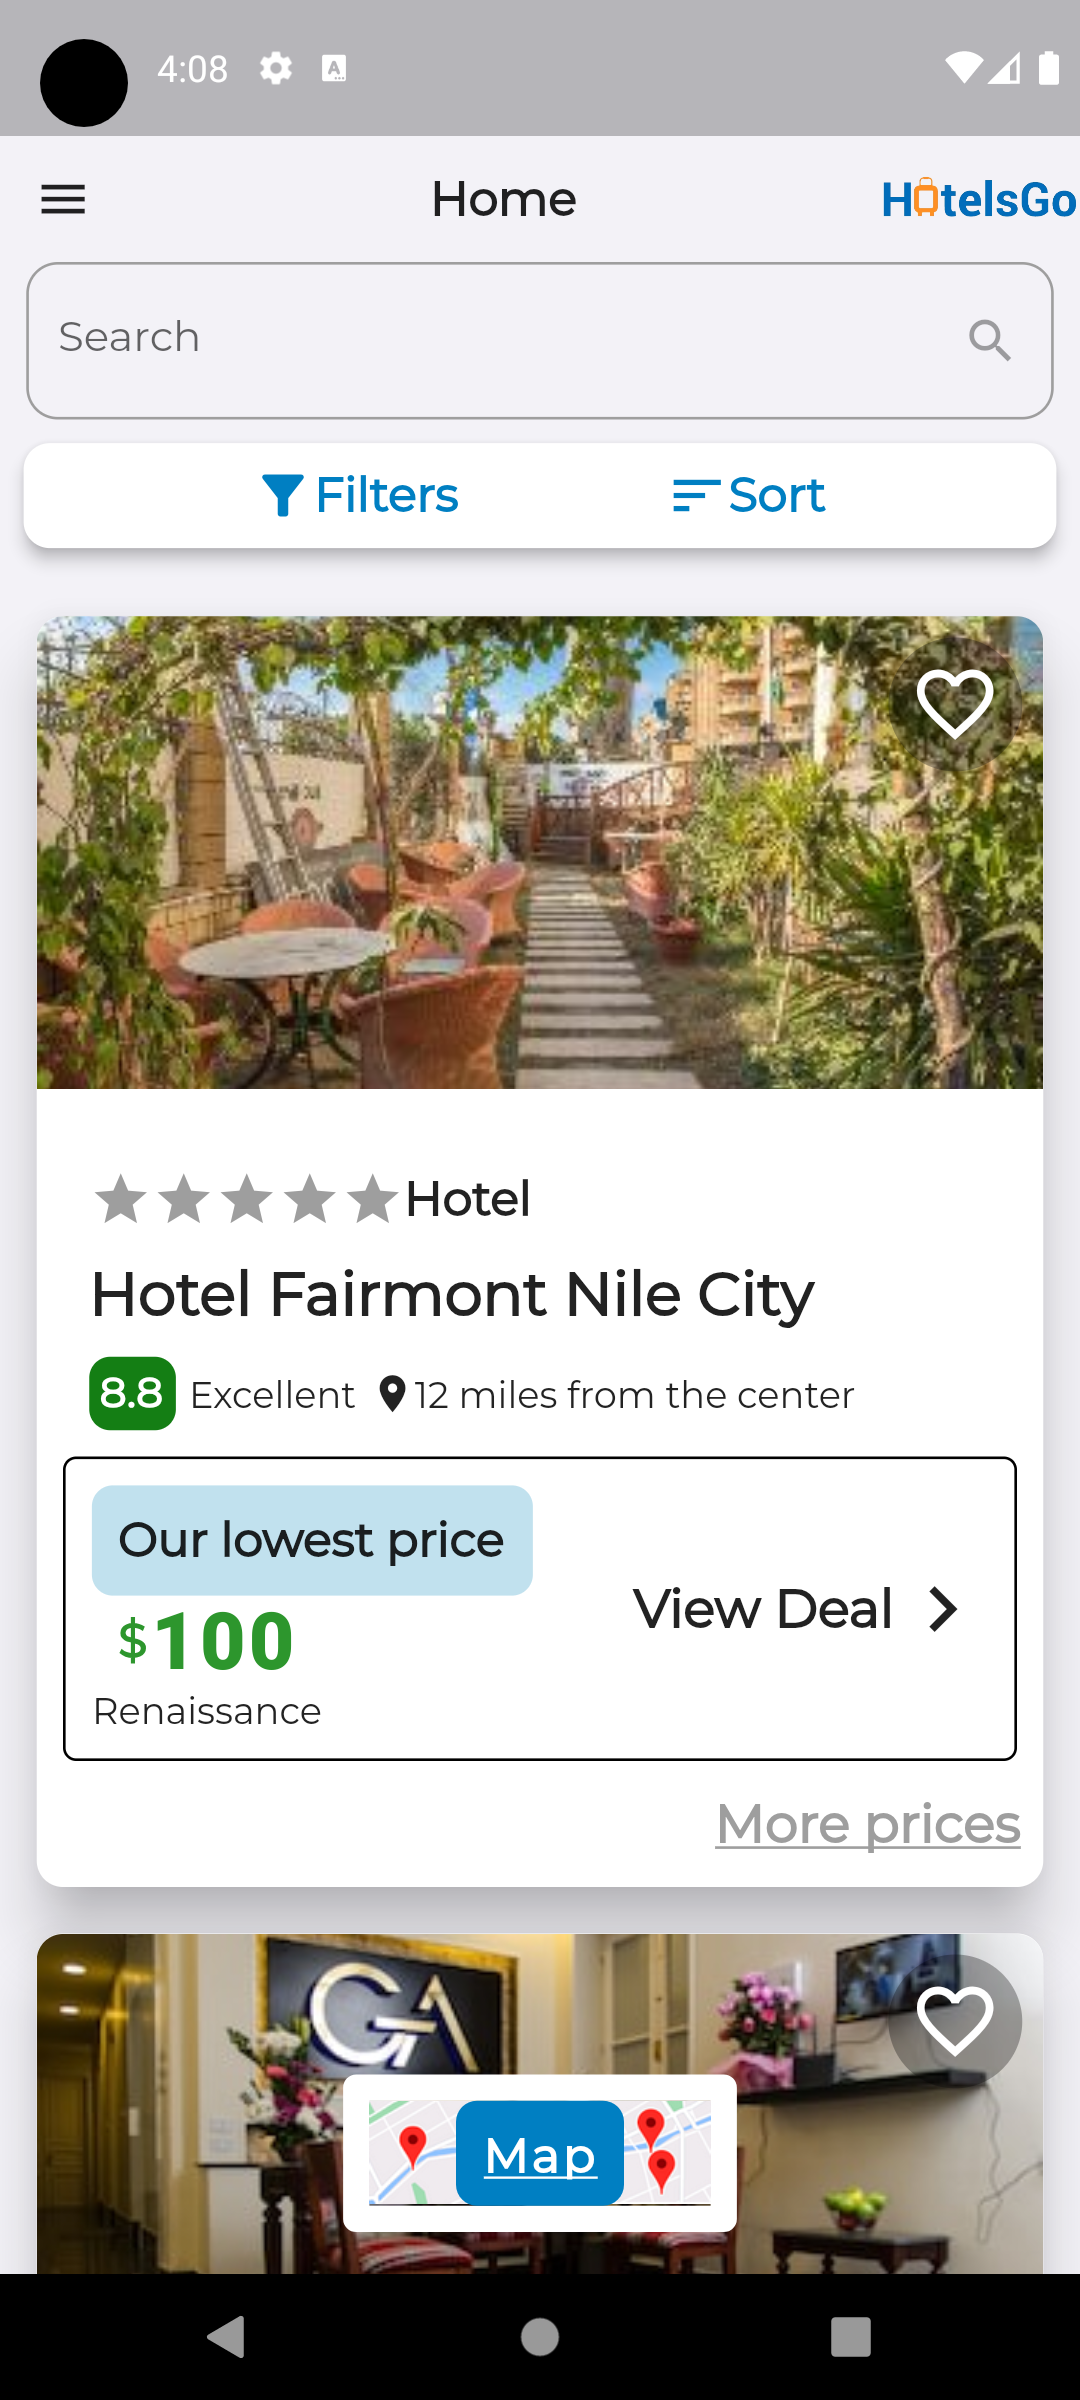 4:08
Home
HotelsGo
Search
Filters
Sort
Hotel
Hotel Fairmont Nile City
8.8 Excellent 12 miles from the center
Our lowest price
$100
Renaissance
View Deal
More prices
GA
Map